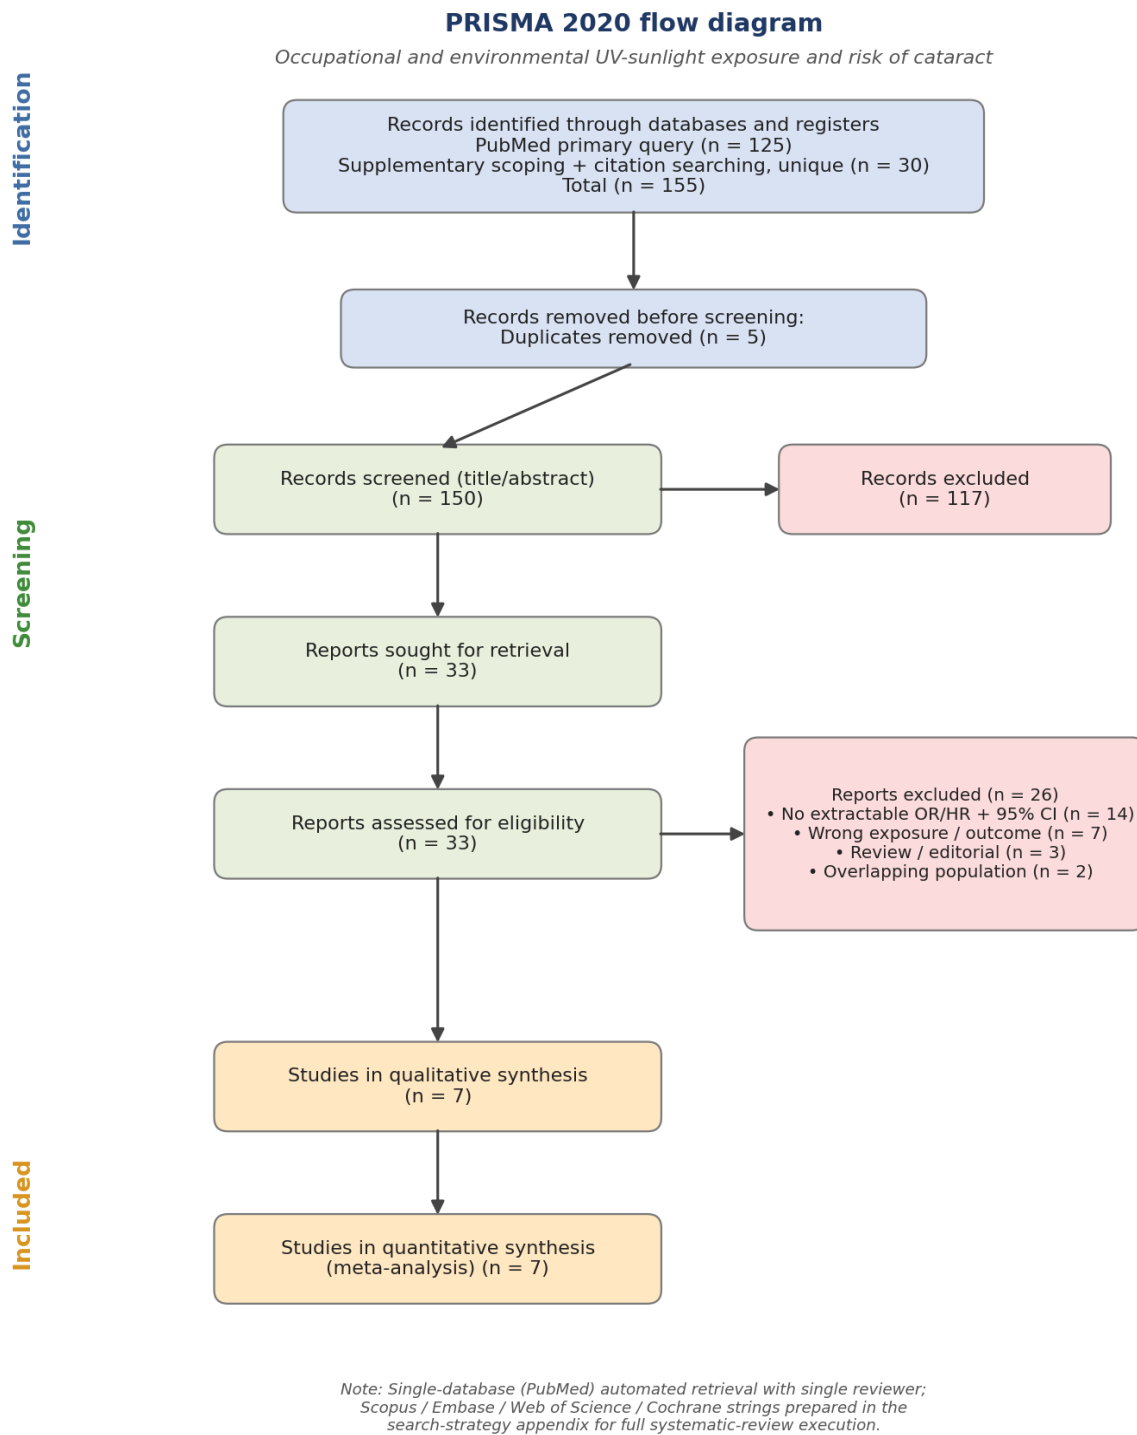 PRISMA 2020 flow diagram
Occupational and environmental UV-sunlight exposure and risk of cataract
Identification
Records identified through databases and registers
PubMed primary query (n = 125)
Supplementary scoping + citation searching, unique (n = 30)
Total (n = 155)
Records removed before screening:
Duplicates removed (n = 5)
Screening
Records screened (title/abstract)
(n = 150)
Records excluded
(n = 117)
Reports sought for retrieval
(n = 33)
Reports assessed for eligibility
(n = 33)
Reports excluded (n = 26)
• No extractable OR/HR + 95% CI (n = 14)
• Wrong exposure / outcome (n = 7)
• Review / editorial (n = 3)
• Overlapping population (n = 2)
Included
Studies in qualitative synthesis
(n = 7)
Studies in quantitative synthesis
(meta-analysis) (n = 7)
Note: Single-database (PubMed) automated retrieval with single reviewer;
Scopus / Embase / Web of Science / Cochrane strings prepared in the
search-strategy appendix for full systematic-review execution.